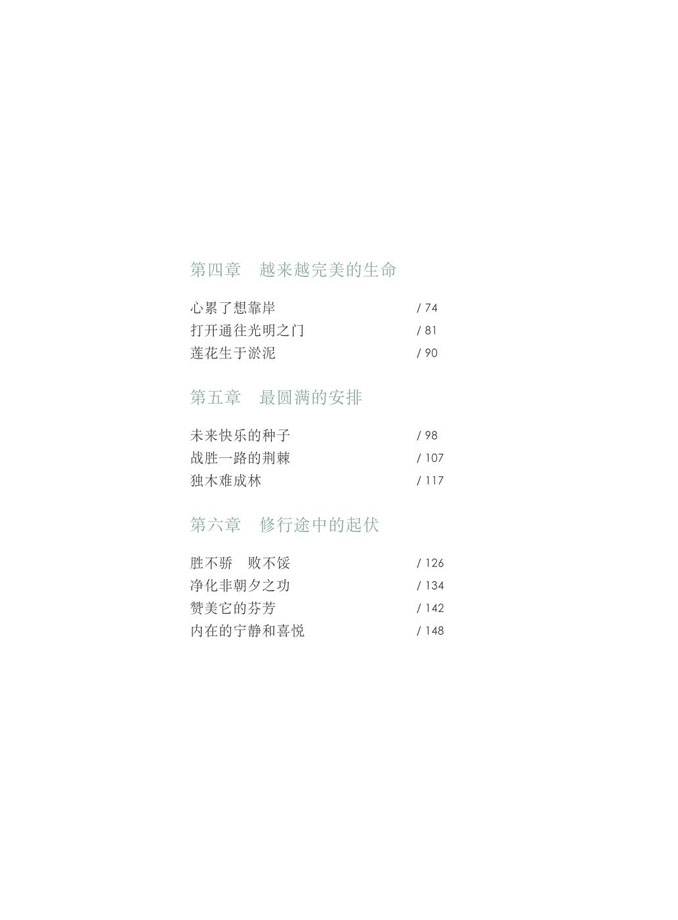 第四章　越来越完美的生命
心累了想靠岸 / 74
打开通往光明之门 / 81
莲花生于淤泥 / 90
第五章　最圆满的安排
未来快乐的种子 / 98
战胜一路的荆棘 / 107
独木难成林 / 117
第六章　修行途中的起伏
胜不骄　败不馁 / 126
净化非朝夕之功 / 134
赞美它的芬芳 / 142
内在的宁静和喜悦 / 148